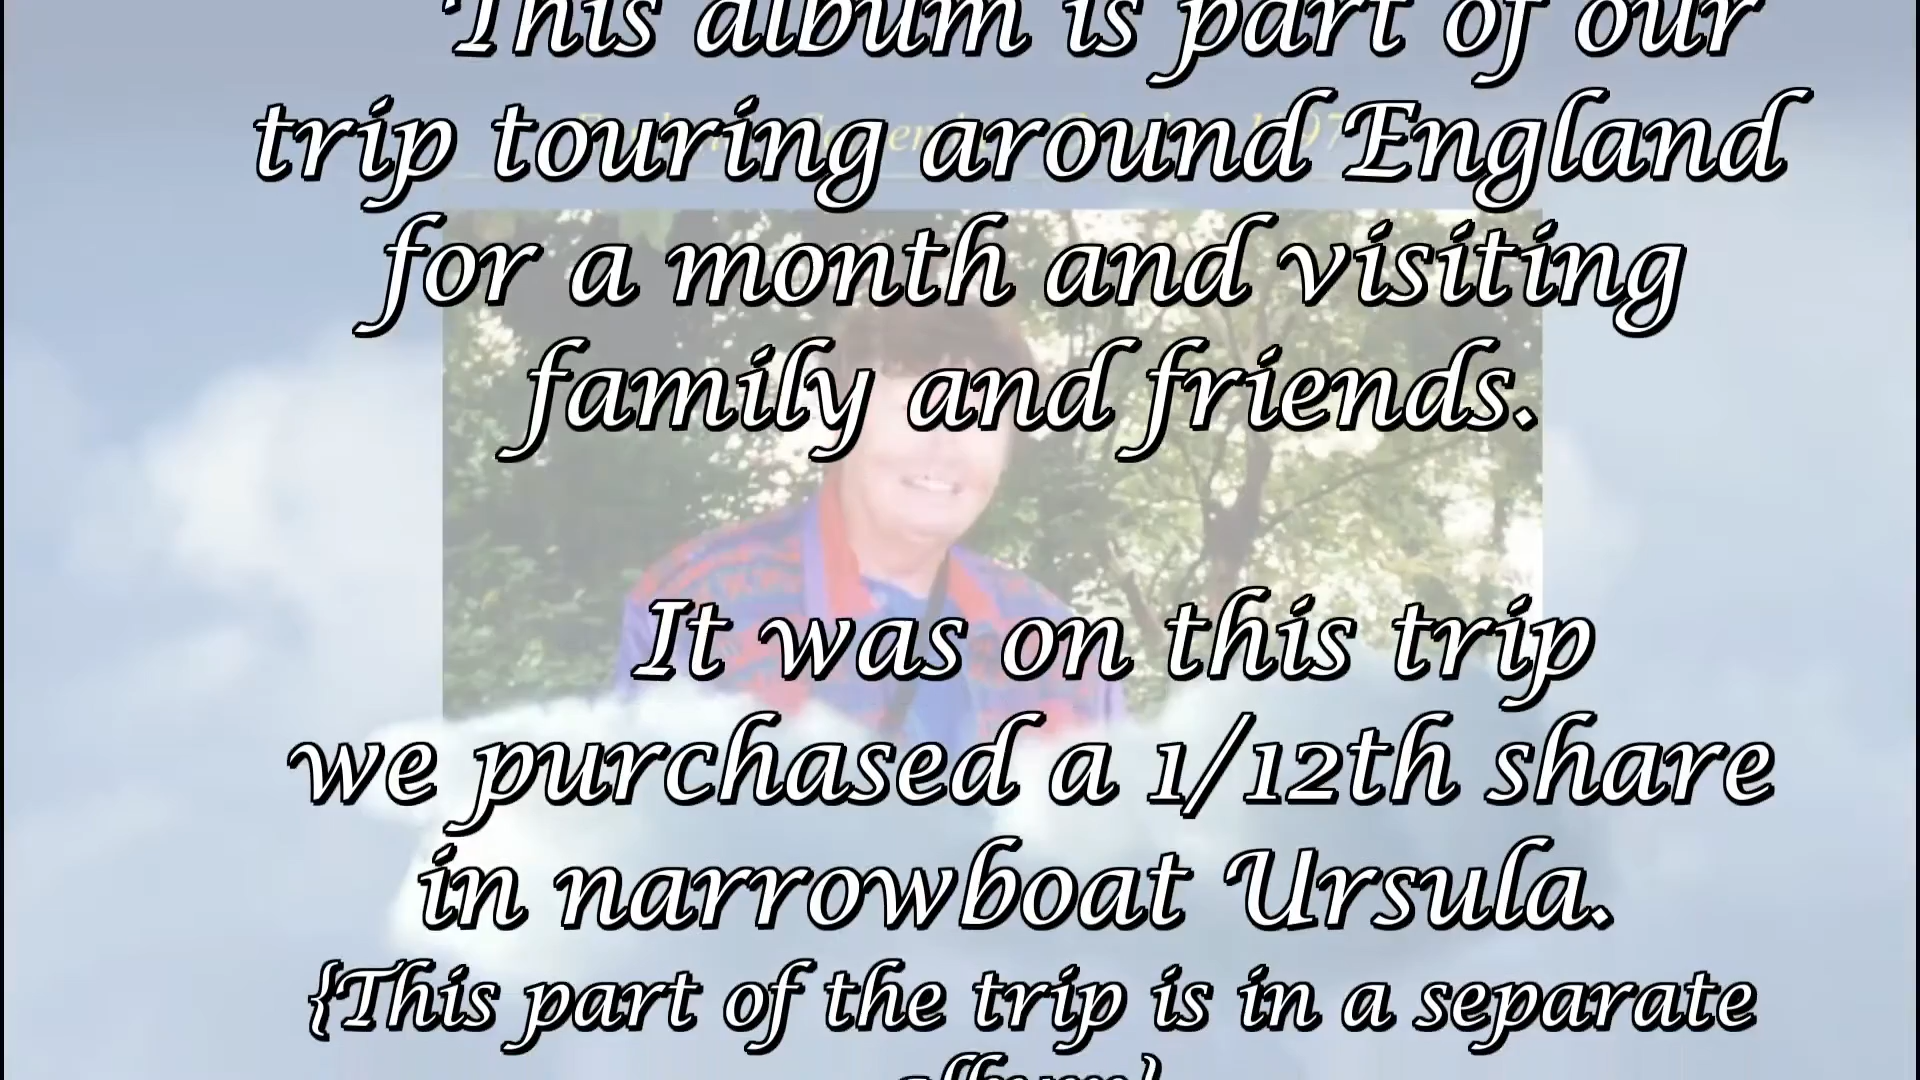 This album is part of our
trip touring around England
for a month and visiting
family and friends.
It was on this trip
we purchased a 1/12th share
in narrowboat Ursula.
{This part of the trip is in a separate
album}